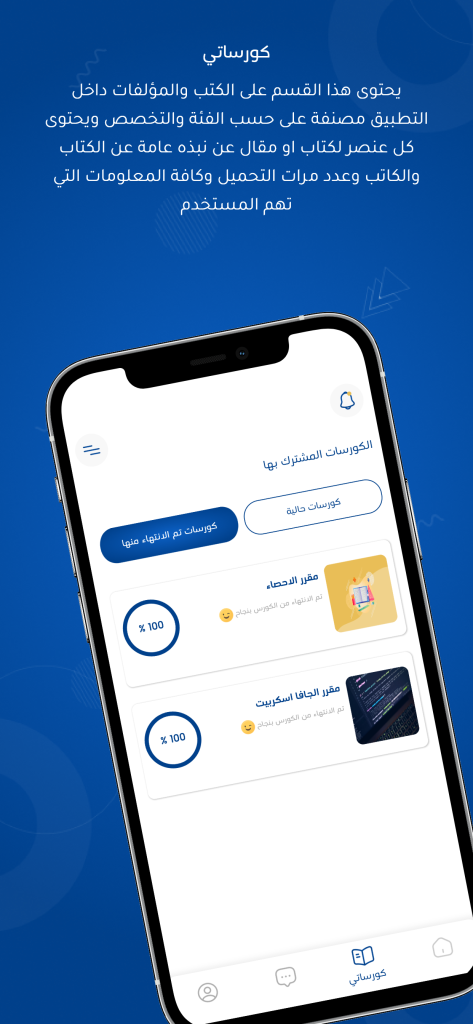 كورساتي
يحتوى هذا القسم على الكتب والمؤلفات داخل
التطبيق مصنفة على حسب الفئة والتخصص ويحتوى
كل عنصر لكتاب او مقال عن نبذه عامة عن الكتاب
والكاتب وعدد مرات التحميل وكافة المعلومات التي
تهم المستخدم
الكورسات المشترك بها
كورسات حالية
كورسات تم الانتهاء منها
مقرر الاحصاء
تم الانتهاء من الكورس بنجاح 😉
100 %
مقرر الجافا اسكربيت
تم الانتهاء من الكورس بنجاح 😉
100 %
كورساتي